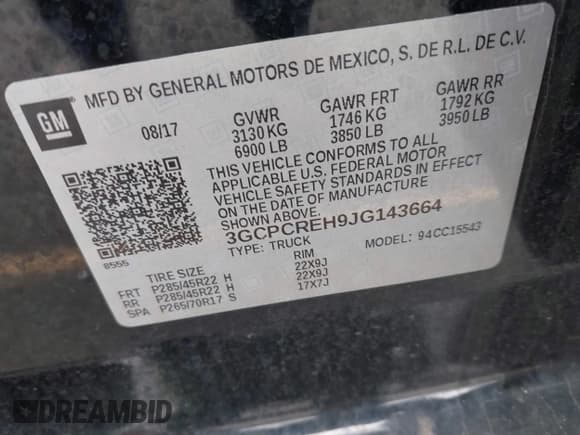 MFD BY GENERAL MOTORS DE MEXICO, S. DE R.L. DE C.V.
GM
08/17 GVWR GAWR FRT GAWR RR
3130 KG 1746 KG 1792 KG
6900 LB 3850 LB 3950 LB
THIS VEHICLE CONFORMS TO ALL
APPLICABLE U.S. FEDERAL MOTOR
VEHICLE SAFETY STANDARDS IN EFFECT
ON THE DATE OF MANUFACTURE
SHOWN ABOVE.
3GCPCREH9JG143664
TYPE: TRUCK MODEL: 94CC15543
8555
TIRE SIZE RIM
FRT P285/45R22 H 22X9J
RR P285/45R22 H 22X9J
SPA P265/70R17 S 17X7J
DREAMBID